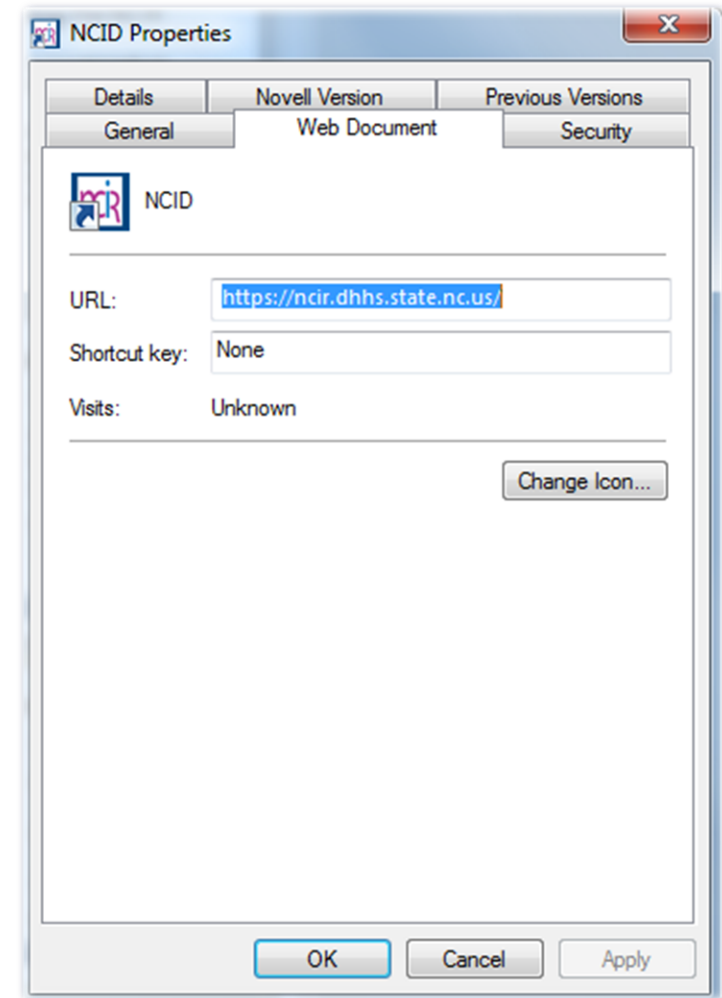 NCID Properties
Details Novell Version Previous Versions
General Web Document Security
ncir NCID
URL: https://ncir.dhhs.state.nc.us/
Shortcut key: None
Visits: Unknown
Change Icon...
OK Cancel Apply